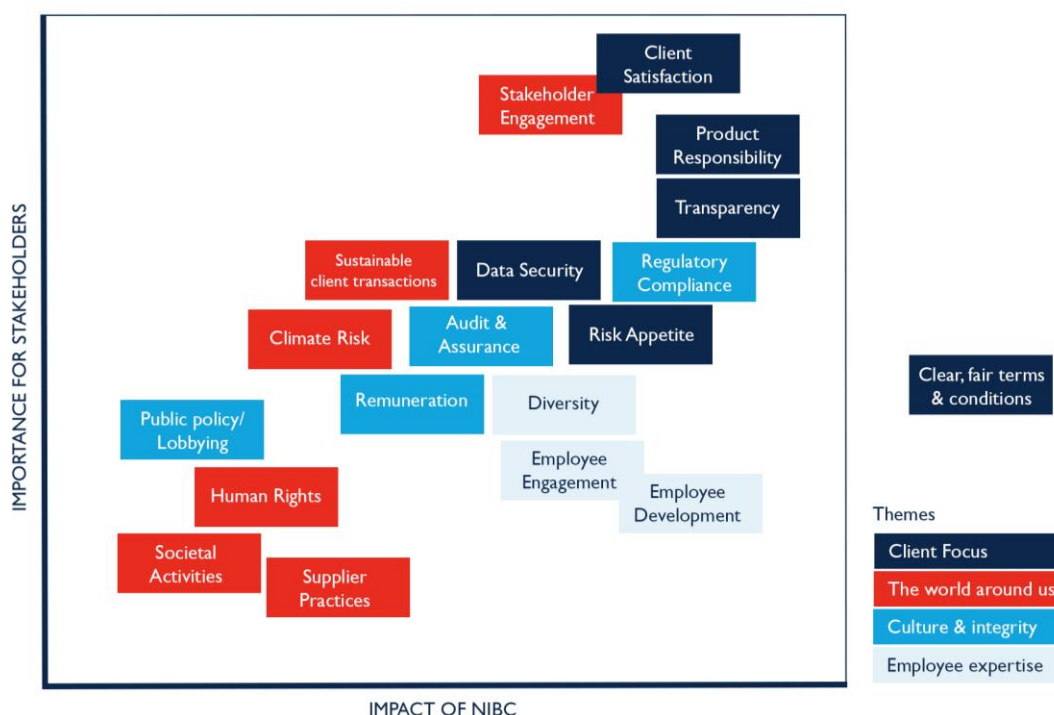 Client
Satisfaction
Stakeholder
Engagement
Product
Responsibility
Transparency
Sustainable
client transactions
Data Security
Regulatory
Compliance
Climate Risk
Audit &
Assurance
Risk Appetite
Clear, fair terms
& conditions
Remuneration
Diversity
Public policy/
Lobbying
Employee
Engagement
Employee
Development
Human Rights
Societal
Activities
Supplier
Practices
IMPORTANCE FOR STAKEHOLDERS
IMPACT OF NIBC
Themes
Client Focus
The world around us
Culture & integrity
Employee expertise